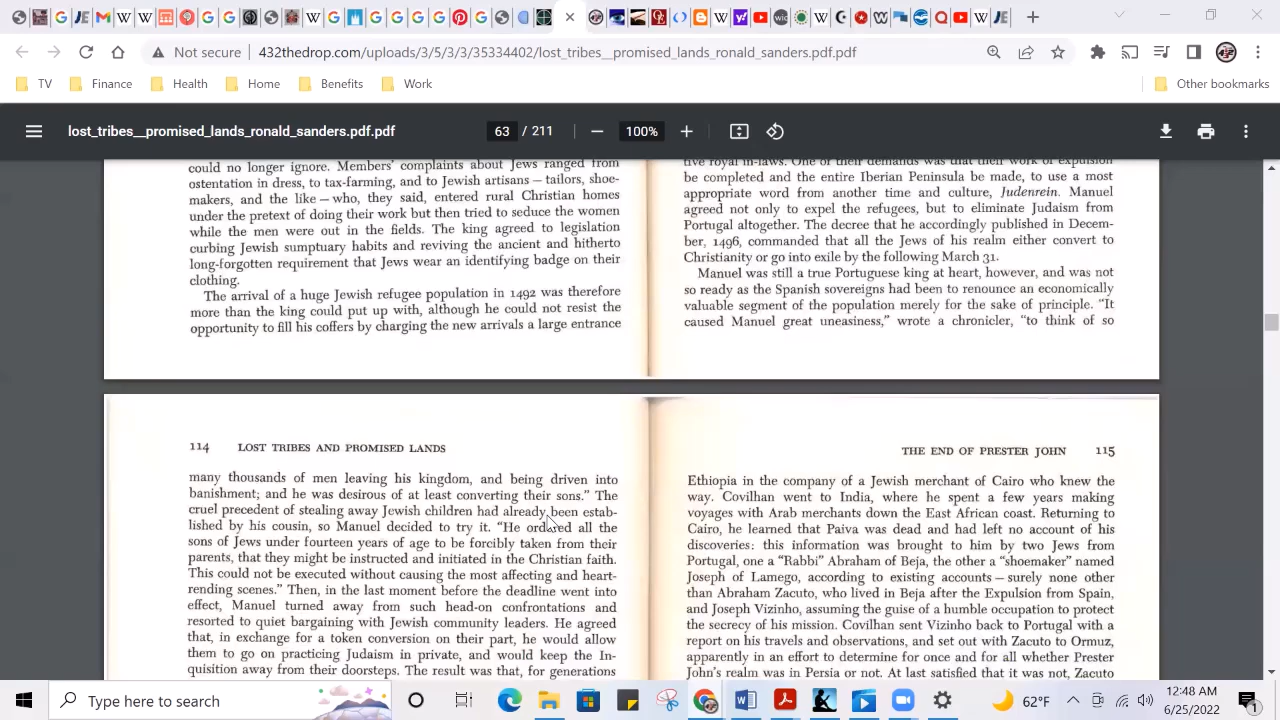 Not secure
432thedrop.com/uploads/3/5/3/3/35334402/lost_tribes__promised_lands_ronald_sanders.pdf.pdf
TV
Finance
Health
Home
Benefits
Work
Other bookmarks
lost_tribes__promised_lands_ronald_sanders.pdf.pdf
63 / 211
100%
could no longer ignore. Members' complaints about Jews ranged from
ostentation in dress, to tax-farming, and to Jewish artisans – tailors, shoe-
makers, and the like – who, they said, entered rural Christian homes
under the pretext of doing their work but then tried to seduce the women
while the men were out in the fields. The king agreed to legislation
curbing Jewish sumptuary habits and reviving the ancient and hitherto
long-forgotten requirement that Jews wear an identifying badge on their
clothing.
The arrival of a huge Jewish refugee population in 1492 was therefore
more than the king could put up with, although he could not resist the
opportunity to fill his coffers by charging the new arrivals a large entrance
tive royal in-laws. One of their demands was that their work of expulsion
be completed and the entire Iberian Peninsula be made, to use a most
appropriate word from another time and culture, Judenrein. Manuel
agreed not only to expel the refugees, but to eliminate Judaism from
Portugal altogether. The decree that he accordingly published in Decem-
ber, 1496, commanded that all the Jews of his realm either convert to
Christianity or go into exile by the following March 31.
Manuel was still a true Portuguese king at heart, however, and was not
so ready as the Spanish sovereigns had been to renounce an economically
valuable segment of the population merely for the sake of principle. "It
caused Manuel great uneasiness," wrote a chronicler, "to think of so
114 LOST TRIBES AND PROMISED LANDS
many thousands of men leaving his kingdom, and being driven into
banishment; and he was desirous of at least converting their sons." The
cruel precedent of stealing away Jewish children had already been estab-
lished by his cousin, so Manuel decided to try it. "He ordered all the
sons of Jews under fourteen years of age to be forcibly taken from their
parents, that they might be instructed and initiated in the Christian faith.
This could not be executed without causing the most affecting and heart-
rending scenes." Then, in the last moment before the deadline went into
effect, Manuel turned away from such head-on confrontations and
resorted to quiet bargaining with Jewish community leaders. He agreed
that, in exchange for a token conversion on their part, he would allow
them to go on practicing Judaism in private, and would keep the In-
quisition away from their doorsteps. The result was that, for generations
THE END OF PRESTER JOHN 115
Ethiopia in the company of a Jewish merchant of Cairo who knew the
way. Covilhan went to India, where he spent a few years making
voyages with Arab merchants down the East African coast. Returning to
Cairo, he learned that Paiva was dead and had left no account of his
discoveries: this information was brought to him by two Jews from
Portugal, one a "Rabbi" Abraham of Beja, the other a "shoemaker" named
Joseph of Lamego, according to existing accounts – surely none other
than Abraham Zacuto, who lived in Beja after the Expulsion from Spain,
and Joseph Vizinho, assuming the guise of a humble occupation to protect
the secrecy of his mission. Covilhan sent Vizinho back to Portugal with a
report on his travels and observations, and set out with Zacuto to Ormuz,
apparently in an effort to determine for once and for all whether Prester
John's realm was in Persia or not. At last satisfied that it was not, Zacuto
Type here to search
62°F
12:48 AM
6/25/2022